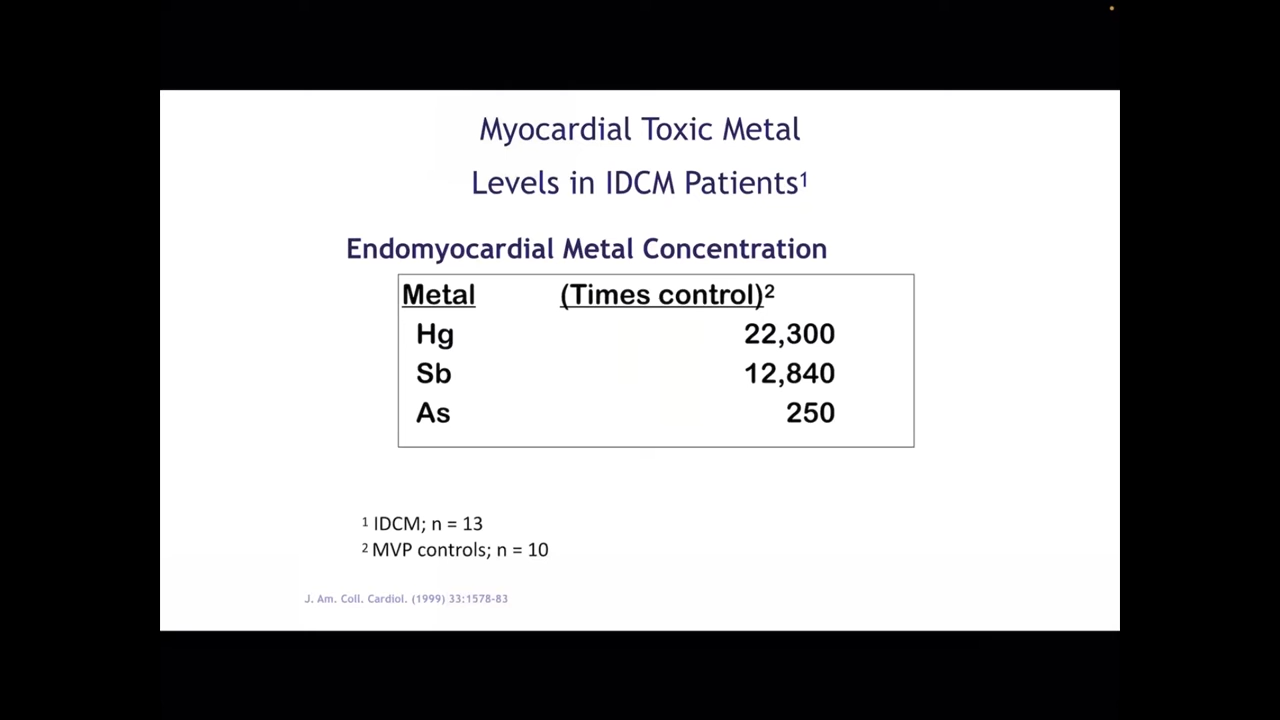 Myocardial Toxic Metal
Levels in IDCM Patients¹
Endomyocardial Metal Concentration
Metal (Times control)²
Hg 22,300
Sb 12,840
As 250
¹ IDCM; n = 13
² MVP controls; n = 10
J. Am. Coll. Cardiol. (1999) 33:1578-83